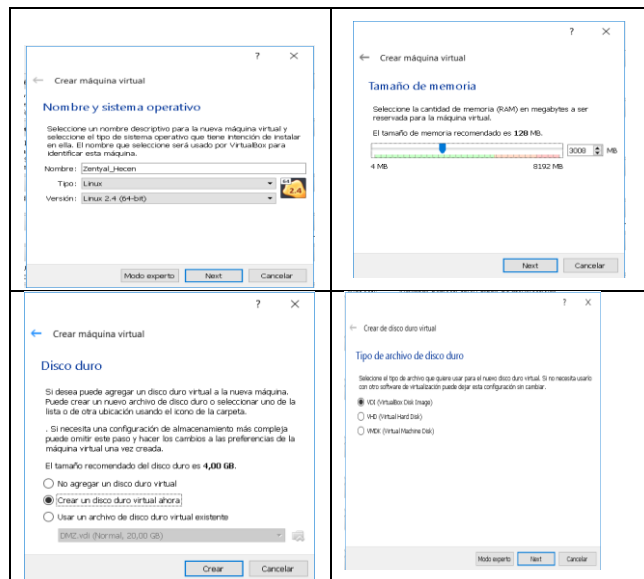 ?
Crear máquina virtual
Nombre y sistema operativo
Seleccione un nombre descriptivo para la nueva máquina virtual y
seleccione el tipo de sistema operativo que tiene intención de instalar
en ella. El nombre que seleccione será usado por VirtualBox para
identificar esta máquina.
Nombre: Zentyal_Hecen
Tipo: Linux
Versión: Linux 2.4 (64-bit)
64
2.4
Modo experto Next Cancelar
?
Crear máquina virtual
Tamaño de memoria
Seleccione la cantidad de memoria (RAM) en megabytes a ser
reservada para la máquina virtual.
El tamaño de memoria recomendado es 128 MB.
3008 MB
4 MB 8192 MB
Next Cancelar
?
Crear máquina virtual
Disco duro
Si desea puede agregar un disco duro virtual a la nueva máquina.
Puede crear un nuevo archivo de disco duro o seleccionar uno de la
lista o de otra ubicación usando el icono de la carpeta.
. Si necesita una configuración de almacenamiento más compleja
puede omitir este paso y hacer los cambios a las preferencias de la
máquina virtual una vez creada.
El tamaño recomendado del disco duro es 4,00 GB.
No agregar un disco duro virtual
Crear un disco duro virtual ahora
Usar un archivo de disco duro virtual existente
DMZ.vdi (Normal, 20,00 GB)
Crear Cancelar
?
Crear de disco duro virtual
Tipo de archivo de disco duro
Seleccione el tipo de archivo que quiere usar para el nuevo disco duro virtual. Si no necesita usarlo
con otro software de virtualización puede dejar esta configuración sin cambiar.
VDI (VirtualBox Disk Image)
VHD (Virtual Hard Disk)
VMDK (Virtual Machine Disk)
Modo experto Next Cancelar